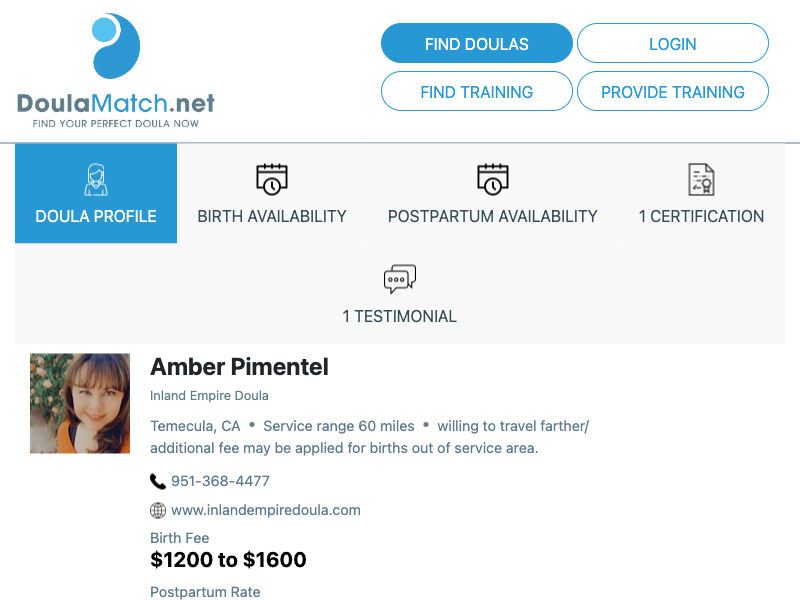 DoulaMatch.net
FIND YOUR PERFECT DOULA NOW
FIND DOULAS
LOGIN
FIND TRAINING
PROVIDE TRAINING
DOULA PROFILE
BIRTH AVAILABILITY
POSTPARTUM AVAILABILITY
1 CERTIFICATION
1 TESTIMONIAL
Amber Pimentel
Inland Empire Doula
Temecula, CA • Service range 60 miles • willing to travel farther/
additional fee may be applied for births out of service area.
951-368-4477
www.inlandempiredoula.com
Birth Fee
$1200 to $1600
Postpartum Rate